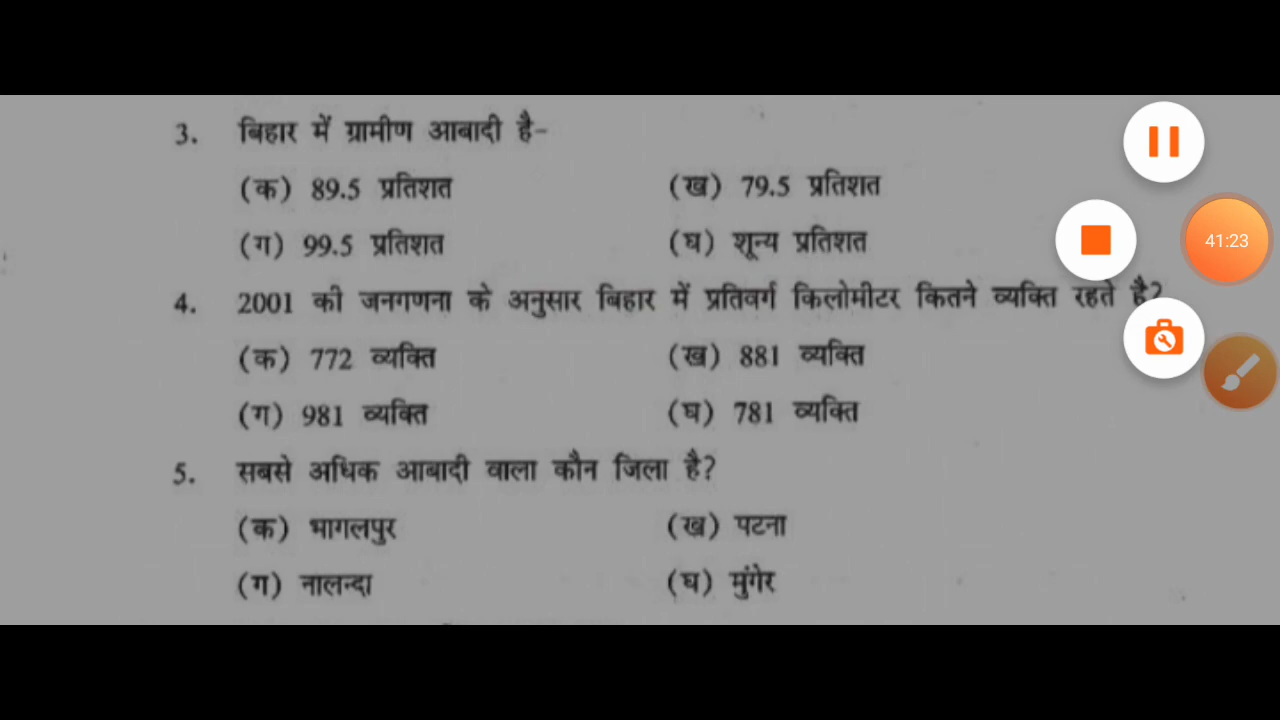 3. बिहार में ग्रामीण आबादी है-
(क) 89.5 प्रतिशत (ख) 79.5 प्रतिशत
(ग) 99.5 प्रतिशत (घ) शून्य प्रतिशत
4. 2001 की जनगणना के अनुसार बिहार में प्रतिवर्ग किलोमीटर कितने व्यक्ति रहते है?
(क) 772 व्यक्ति (ख) 881 व्यक्ति
(ग) 981 व्यक्ति (घ) 781 व्यक्ति
5. सबसे अधिक आबादी वाला कौन जिला है?
(क) भागलपुर (ख) पटना
(ग) नालन्दा (घ) मुंगेर
41:23